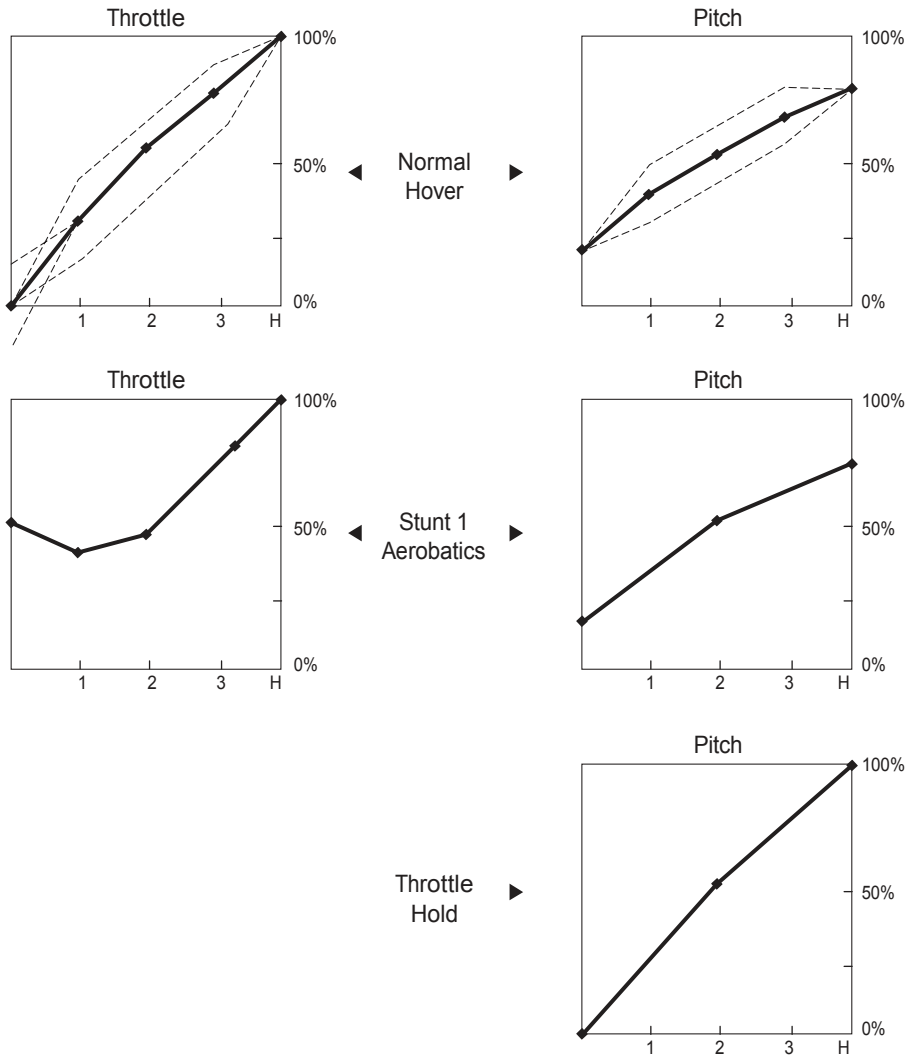 Throttle
100%
50%
0%
1 2 3 H
Normal
Hover
Pitch
100%
50%
0%
1 2 3 H
Throttle
100%
50%
0%
1 2 3 H
Stunt 1
Aerobatics
Pitch
100%
50%
0%
1 2 3 H
Throttle
Hold
Pitch
100%
50%
0%
1 2 3 H